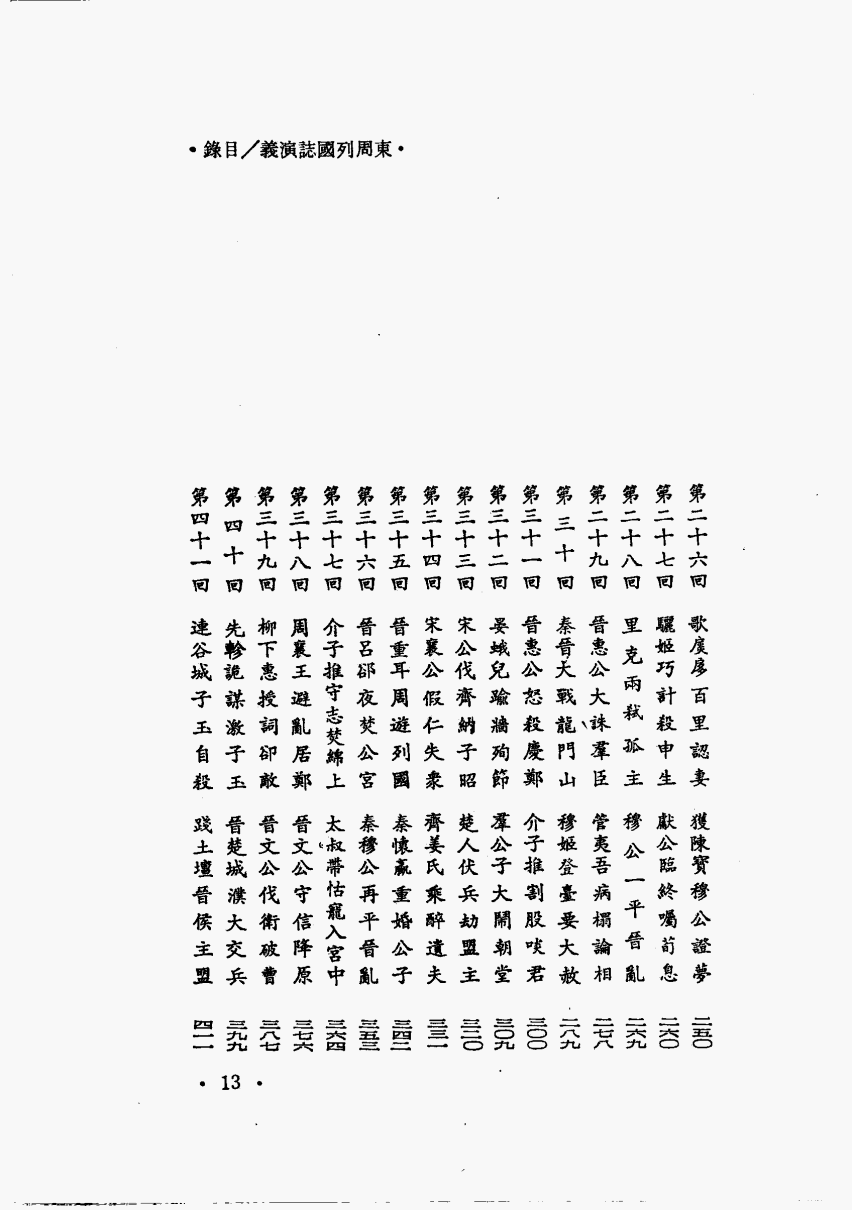 •錄目／義演誌國列周東•
第二十六回 歌扊扅百里認妻 獲陳寶穆公證夢 二五〇
第二十七回 驪姬巧計殺申生 獻公臨終囑荀息 二六〇
第二十八回 里克兩弒孤主 穆公一平晉亂 二六九
第二十九回 晉惠公大誅羣臣 管夷吾病榻論相 二七八
第三十回 秦晉大戰龍門山 穆姬登臺要大赦 二八九
第三十一回 晉惠公怒殺慶鄭 介子推割股啖君 三〇〇
第三十二回 晏蛾兒踰牆殉節 羣公子大鬧朝堂 三〇九
第三十三回 宋公伐齊納子昭 楚人伏兵劫盟主 三二〇
第三十四回 宋襄公假仁失衆 齊姜氏乘醉遣夫 三三一
第三十五回 晉重耳周遊列國 秦懷嬴重婚公子 三四二
第三十六回 晉呂郤夜焚公宮 秦穆公再平晉亂 三五三
第三十七回 介子推守志焚綿上 太叔帶怙寵入宮中 三六四
第三十八回 周襄王避亂居鄭 晉文公守信降原 三七六
第三十九回 柳下惠授詞卻敵 晉文公伐衛破曹 三八七
第四十回 先軫詭謀激子玉 晉楚城濮大交兵 三九九
第四十一回 連谷城子玉自殺 踐土壇晉侯主盟 四一一
• 13 •